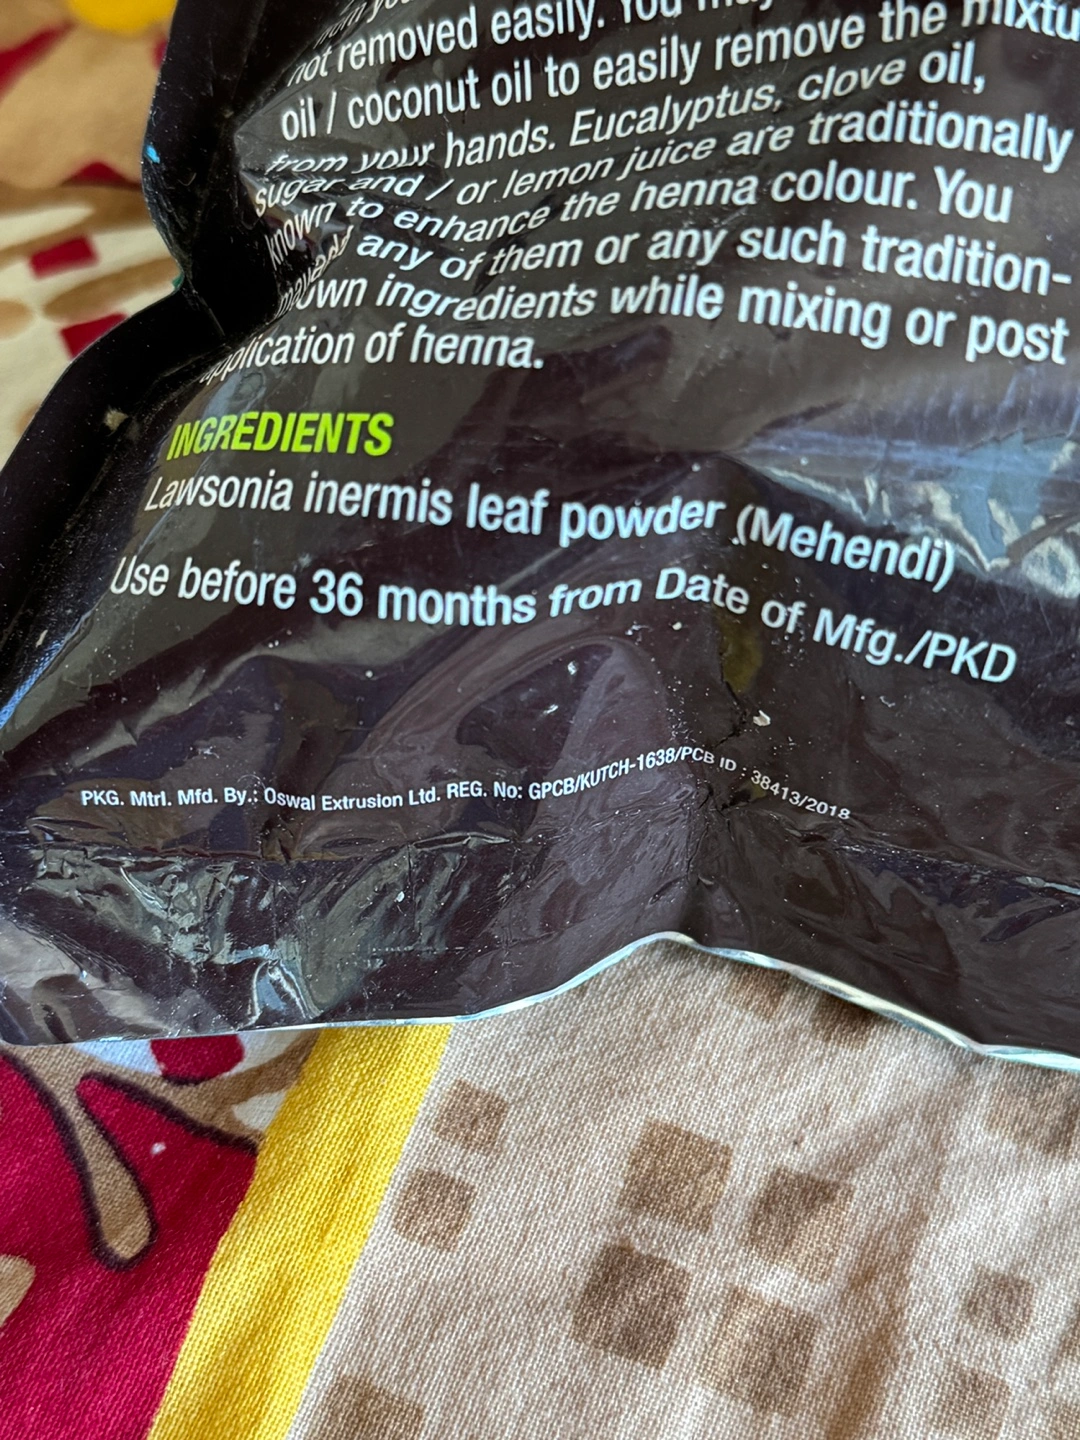 not removed easily. You may
oil / coconut oil to easily remove the mixtu
from your hands. Eucalyptus, clove oil,
sugar and / or lemon juice are traditionally
known to enhance the henna colour. You
any of them or any such tradition-
ingredients while mixing or post
application of henna.
INGREDIENTS
Lawsonia inermis leaf powder (Mehendi)
Use before 36 months from Date of Mfg./PKD
PKG. Mtrl. Mfd. By.: Oswal Extrusion Ltd. REG. No: GPCB/KUTCH-1638/PCB ID : 38413/2018